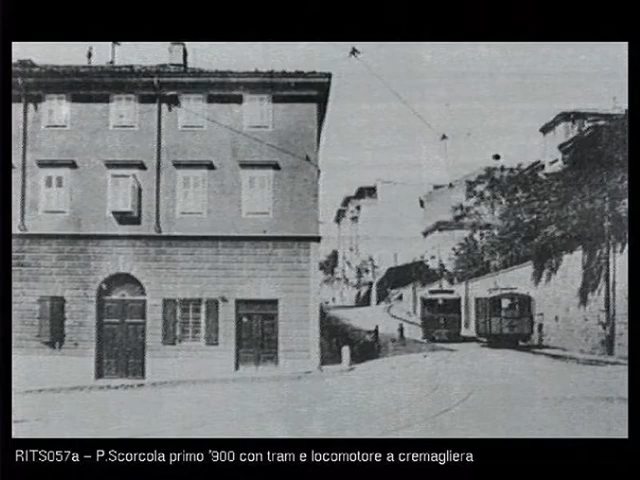 RITS057a – P.Scorcola primo '900 con tram e locomotore a cremagliera